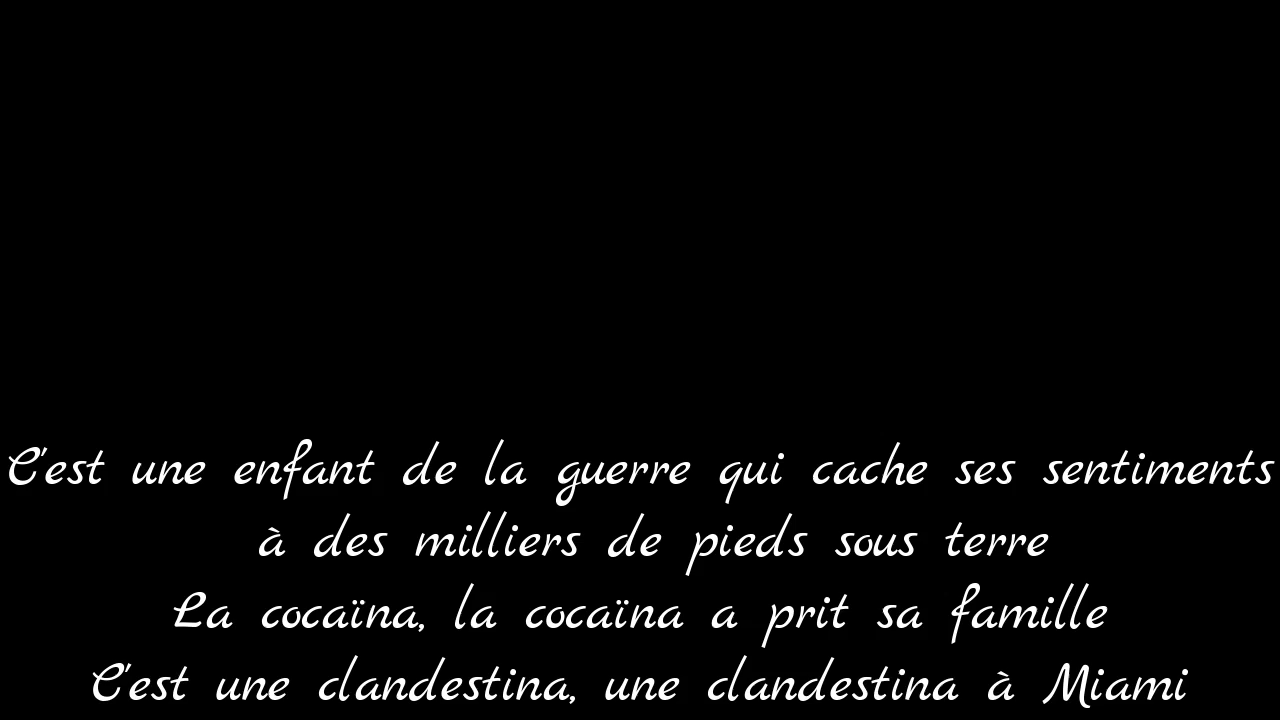 C'est une enfant de la guerre qui cache ses sentiments
à des milliers de pieds sous terre
La cocaïna, la cocaïna a prit sa famille
C'est une clandestina, une clandestina à Miami